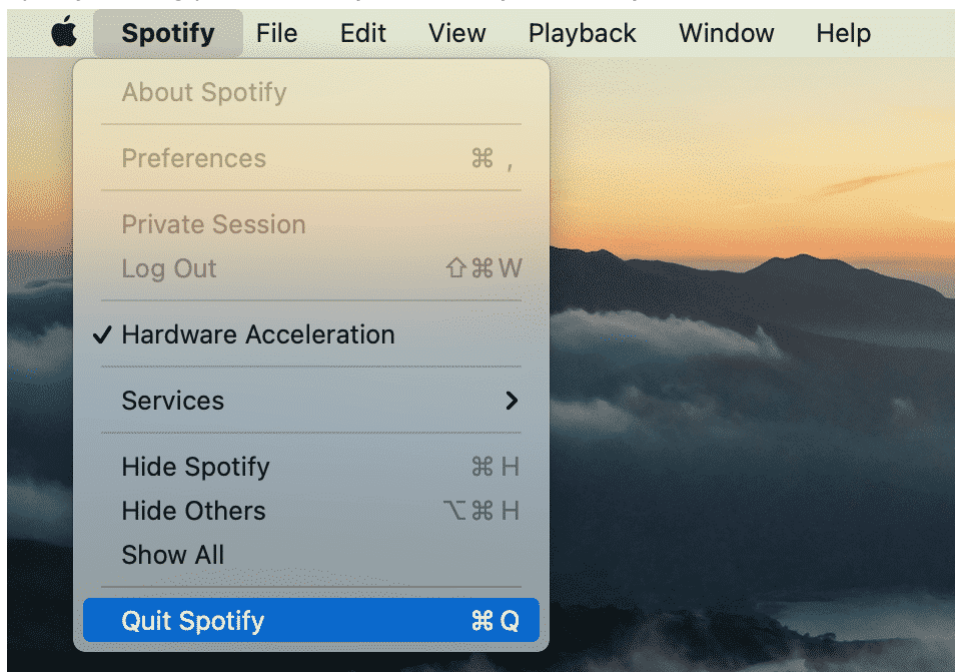 Spotify File Edit View Playback Window Help
About Spotify
Preferences ⌘ ,
Private Session
Log Out ⇧⌘W
✓ Hardware Acceleration
Services >
Hide Spotify ⌘H
Hide Others ⌥⌘H
Show All
Quit Spotify ⌘Q